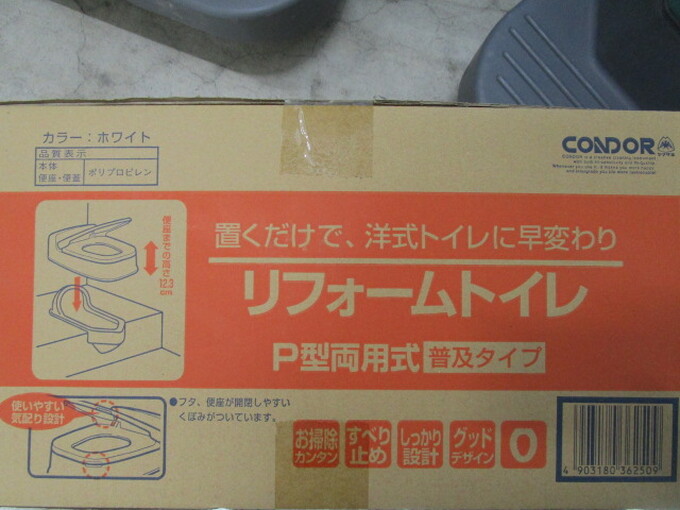 カラー：ホワイト
品質表示
本体
便座・便蓋
ポリプロピレン
CONDOR
便座までの高さ
12.3
cm
置くだけで、洋式トイレに早変わり
リフォームトイレ
P型両用式 普及タイプ
使いやすい
気配り設計
●フタ、便座が開閉しやすい
くぼみがついています。
お掃除
カンタン
すべり
止め
しっかり
設計
グッド
デザイン
O
4 903180 362509